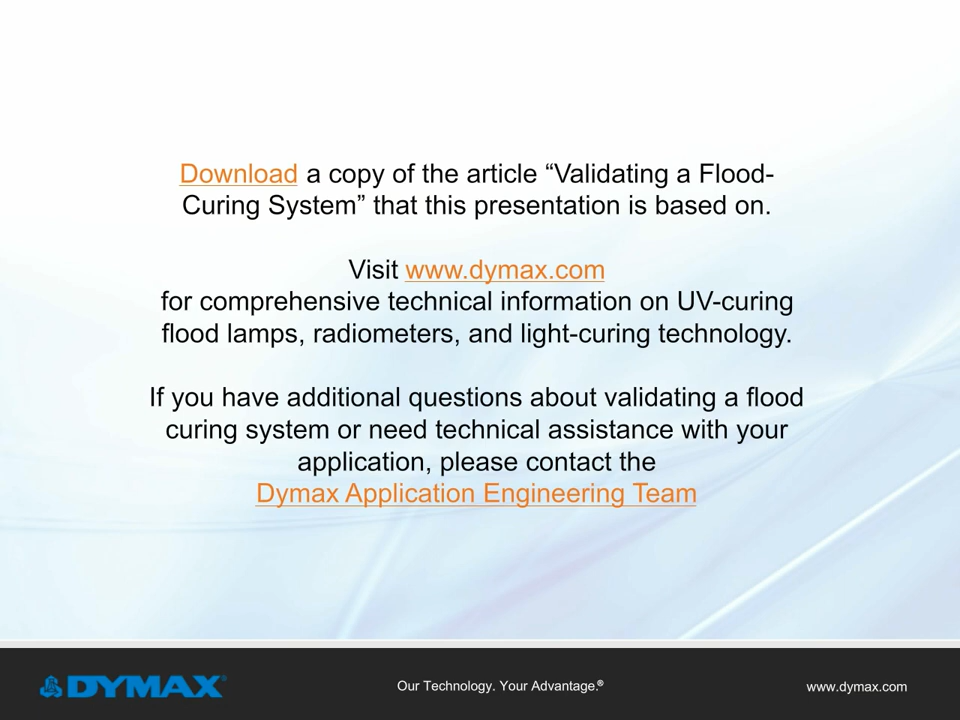 Download a copy of the article “Validating a Flood-
Curing System” that this presentation is based on.
Visit www.dymax.com
for comprehensive technical information on UV-curing
flood lamps, radiometers, and light-curing technology.
If you have additional questions about validating a flood
curing system or need technical assistance with your
application, please contact the
Dymax Application Engineering Team
DYMAX®
Our Technology. Your Advantage.®
www.dymax.com